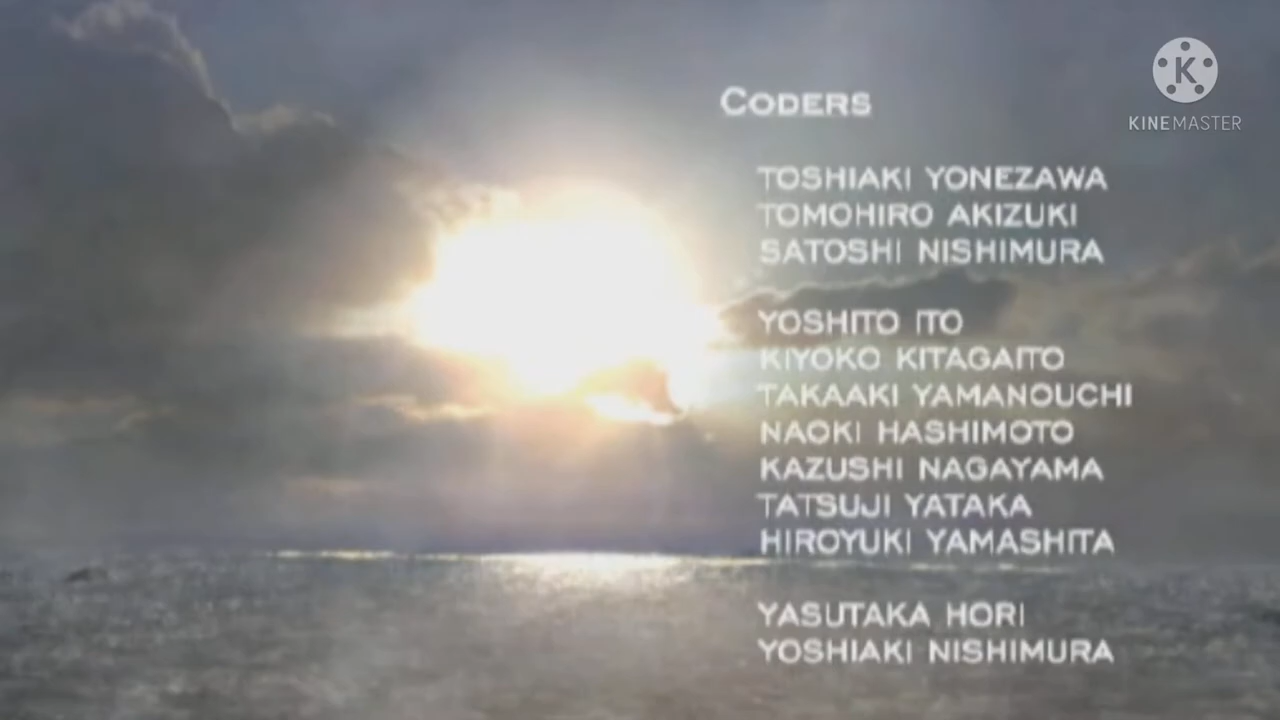 CODERS
KINEMASTER
TOSHIAKI YONEZAWA
TOMOHIRO AKIZUKI
SATOSHI NISHIMURA
YOSHITO ITO
KIYOKO KITAGAITO
TAKAAKI YAMANOUCHI
NAOKI HASHIMOTO
KAZUSHI NAGAYAMA
TATSUJI YATAKA
HIROYUKI YAMASHITA
YASUTAKA HORI
YOSHIAKI NISHIMURA